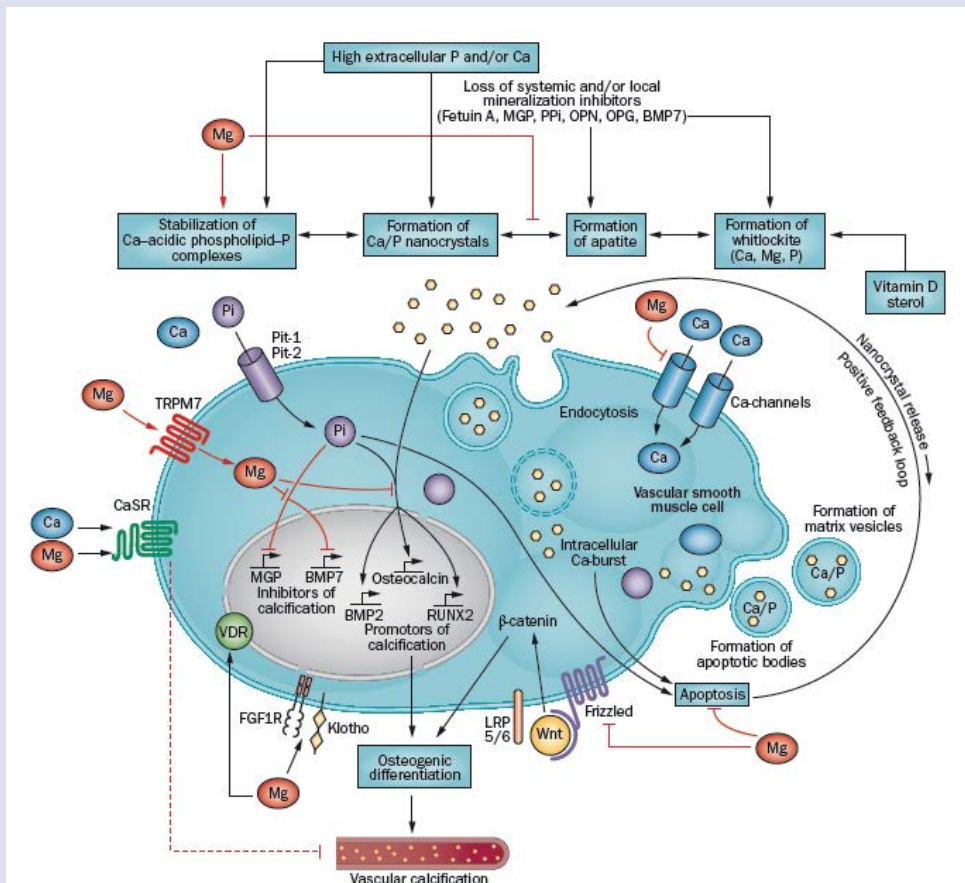 High extracellular P and/or Ca
Loss of systemic and/or local
mineralization inhibitors
(Fetuin A, MGP, PPi, OPN, OPG, BMP7)
Mg
Stabilization of
Ca–acidic phospholipid–P
complexes
Formation of
Ca/P nanocrystals
Formation
of apatite
Formation of
whitlockite
(Ca, Mg, P)
Vitamin D
sterol
Pi
Ca
Pit-1
Pit-2
Mg
Ca
Ca
Ca-channels
Endocytosis
Ca
Nanocrystal release
Positive feedback loop
Mg
TRPM7
Pi
Mg
Vascular smooth
muscle cell
CaSR
Ca
Mg
Formation of
matrix vesicles
Ca/P
Intracellular
Ca-burst
MGP
BMP7
Inhibitors of
calcification
Osteocalcin
BMP2
RUNX2
Promotors of
calcification
VDR
β-catenin
Ca/P
Formation of
apoptotic bodies
Apoptosis
FGF1R
Klotho
LRP
5/6
Wnt
Frizzled
Mg
Mg
Osteogenic
differentiation
Vascular calcification